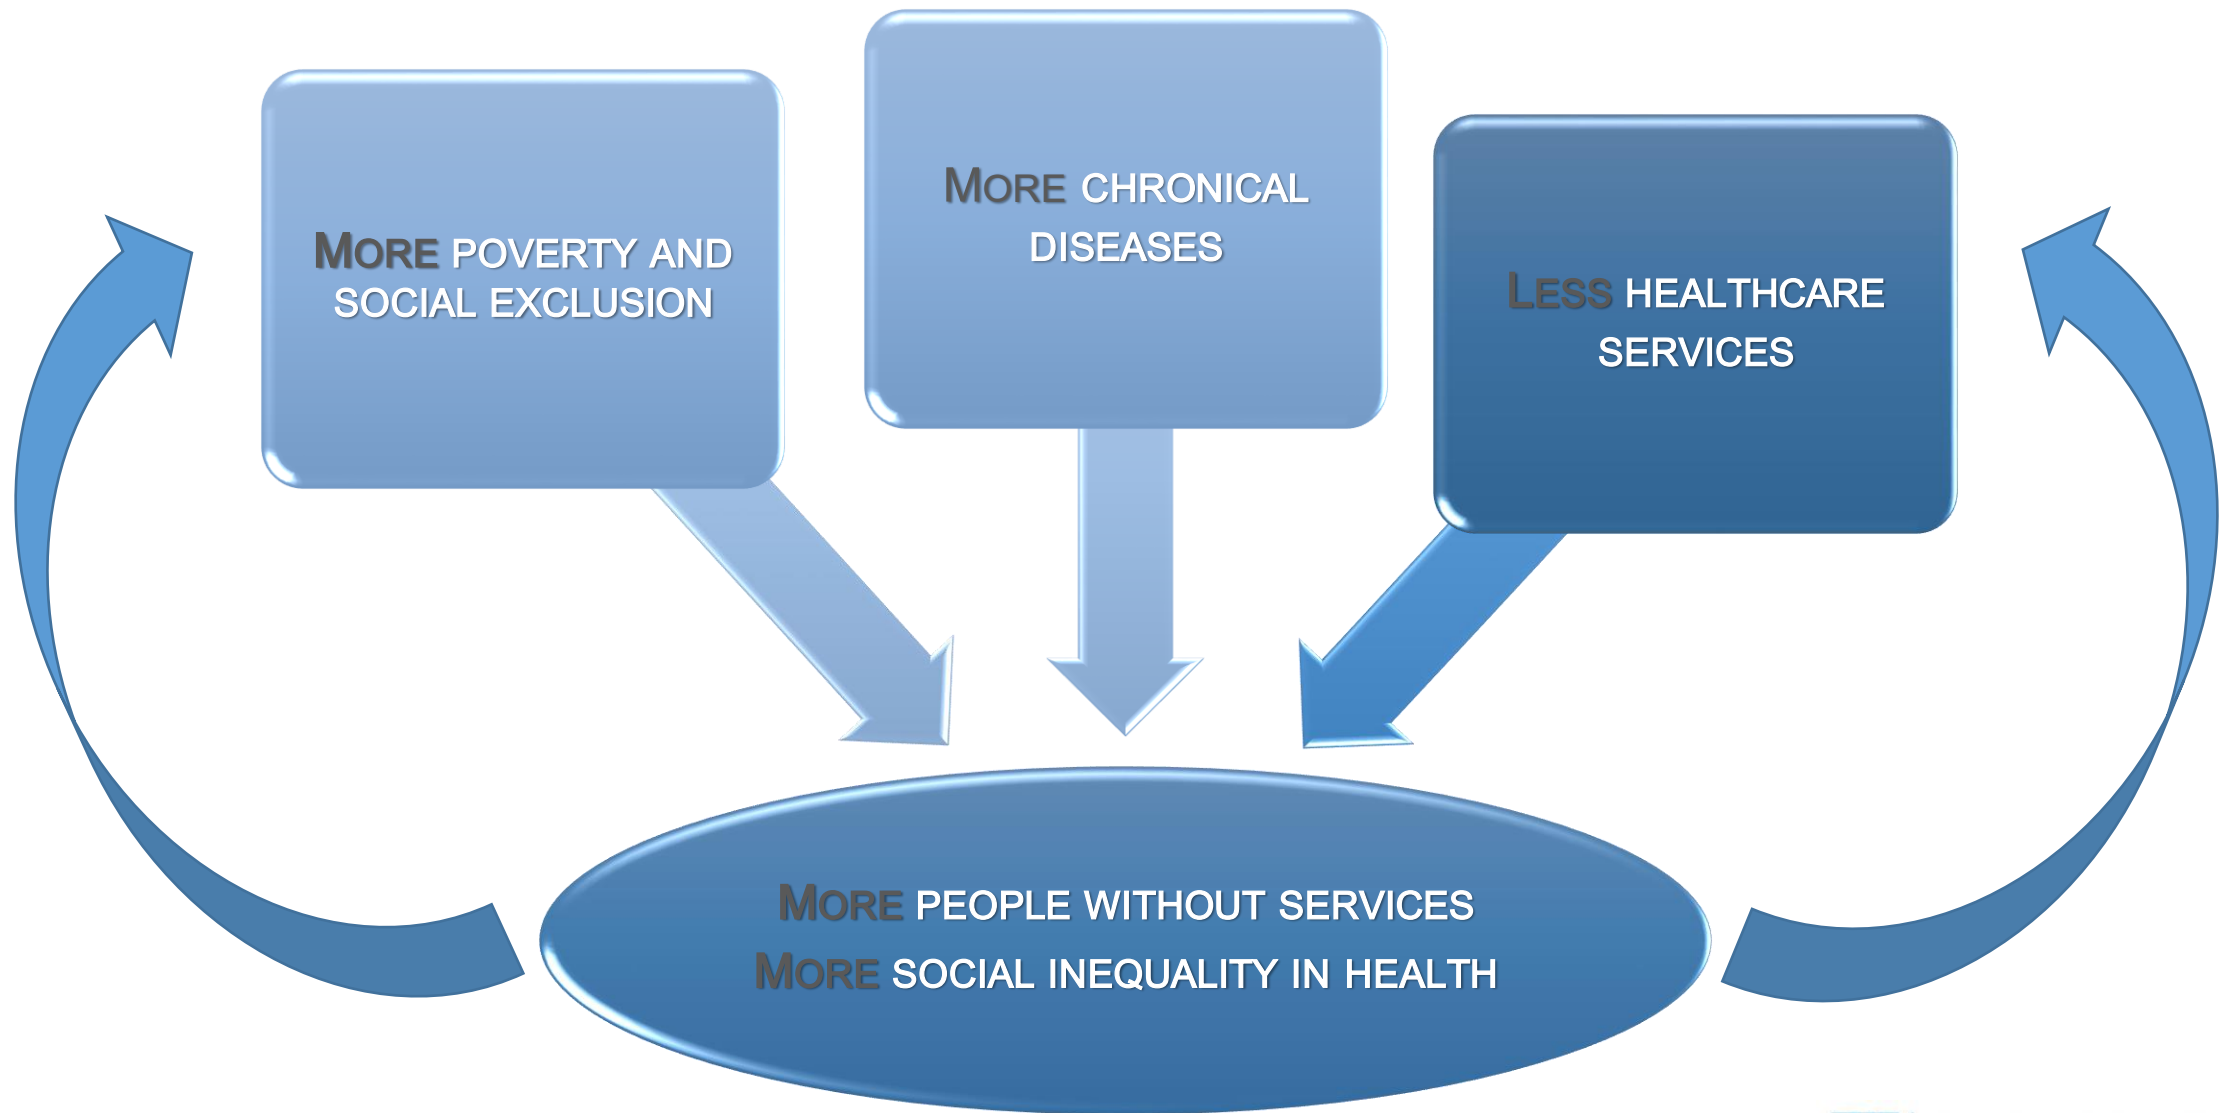 MORE POVERTY AND
SOCIAL EXCLUSION
MORE CHRONICAL
DISEASES
LESS HEALTHCARE
SERVICES
MORE PEOPLE WITHOUT SERVICES
MORE SOCIAL INEQUALITY IN HEALTH